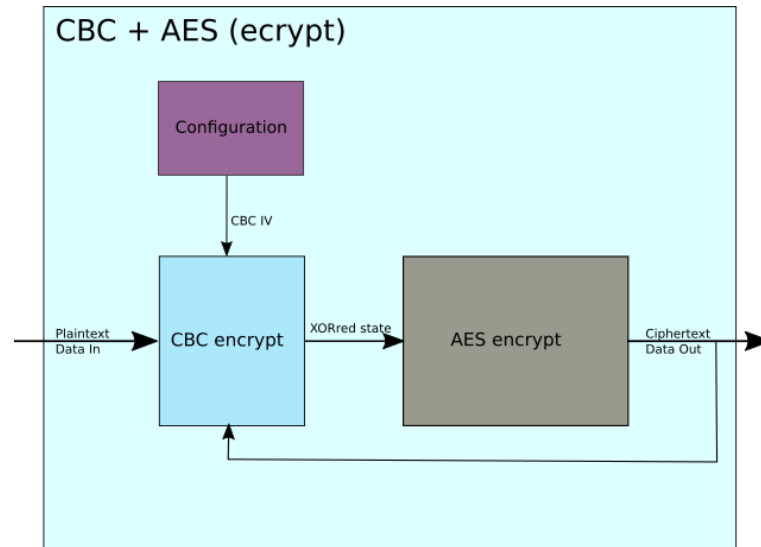 CBC + AES (ecrypt)
Configuration
CBC IV
Plaintext
Data In
CBC encrypt
XORred state
AES encrypt
Ciphertext
Data Out